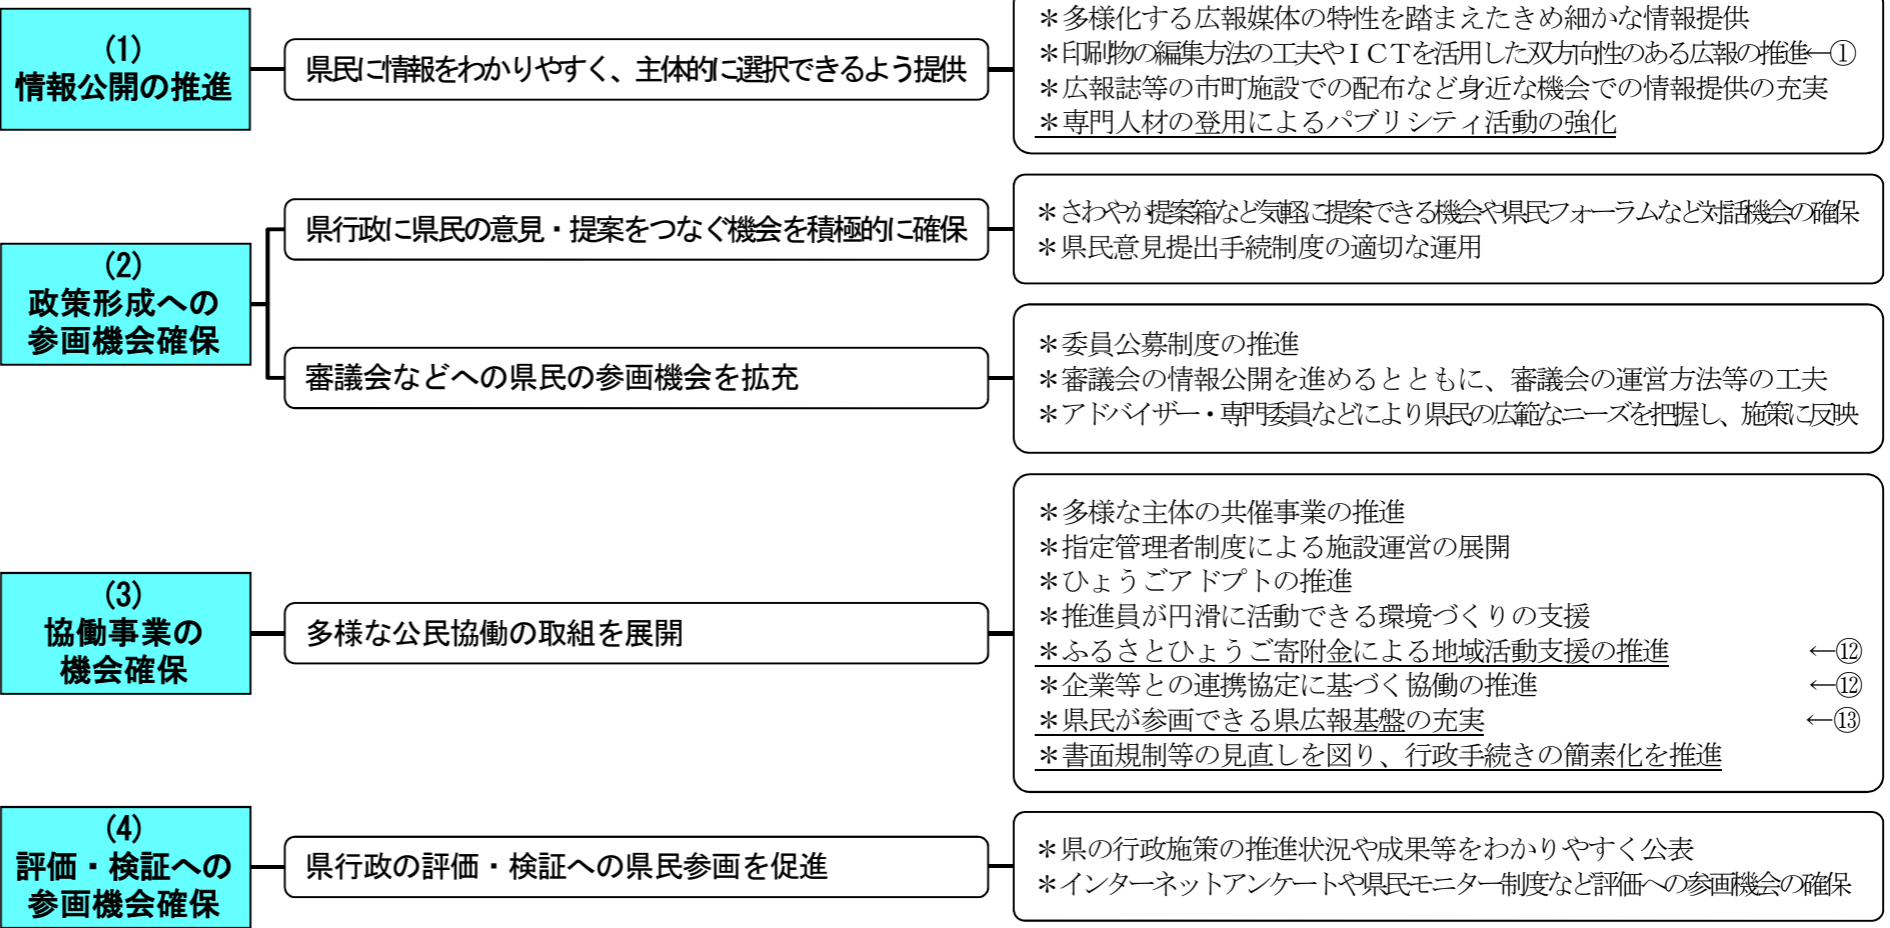 (1)
情報公開の推進
県民に情報をわかりやすく、主体的に選択できるよう提供
＊多様化する広報媒体の特性を踏まえたきめ細かな情報提供
＊印刷物の編集方法の工夫やＩＣＴを活用した双方向性のある広報の推進←①
＊広報誌等の市町施設での配布など身近な機会での情報提供の充実
＊専門人材の登用によるパブリシティ活動の強化
(2)
政策形成への
参画機会確保
県行政に県民の意見・提案をつなぐ機会を積極的に確保
＊さわやか提案箱など気軽に提案できる機会や県民フォーラムなど対話機会の確保
＊県民意見提出手続制度の適切な運用
審議会などへの県民の参画機会を拡充
＊委員公募制度の推進
＊審議会の情報公開を進めるとともに、審議会の運営方法等の工夫
＊アドバイザー・専門委員などにより県民の広範なニーズを把握し、施策に反映
(3)
協働事業の
機会確保
多様な公民協働の取組を展開
＊多様な主体の共催事業の推進
＊指定管理者制度による施設運営の展開
＊ひょうごアドプトの推進
＊推進員が円滑に活動できる環境づくりの支援
＊ふるさとひょうご寄附金による地域活動支援の推進 ←⑫
＊企業等との連携協定に基づく協働の推進 ←⑫
＊県民が参画できる県広報基盤の充実 ←⑬
＊書面規制等の見直しを図り、行政手続きの簡素化を推進
(4)
評価・検証への
参画機会確保
県行政の評価・検証への県民参画を促進
＊県の行政施策の推進状況や成果等をわかりやすく公表
＊インターネットアンケートや県民モニター制度など評価への参画機会の確保